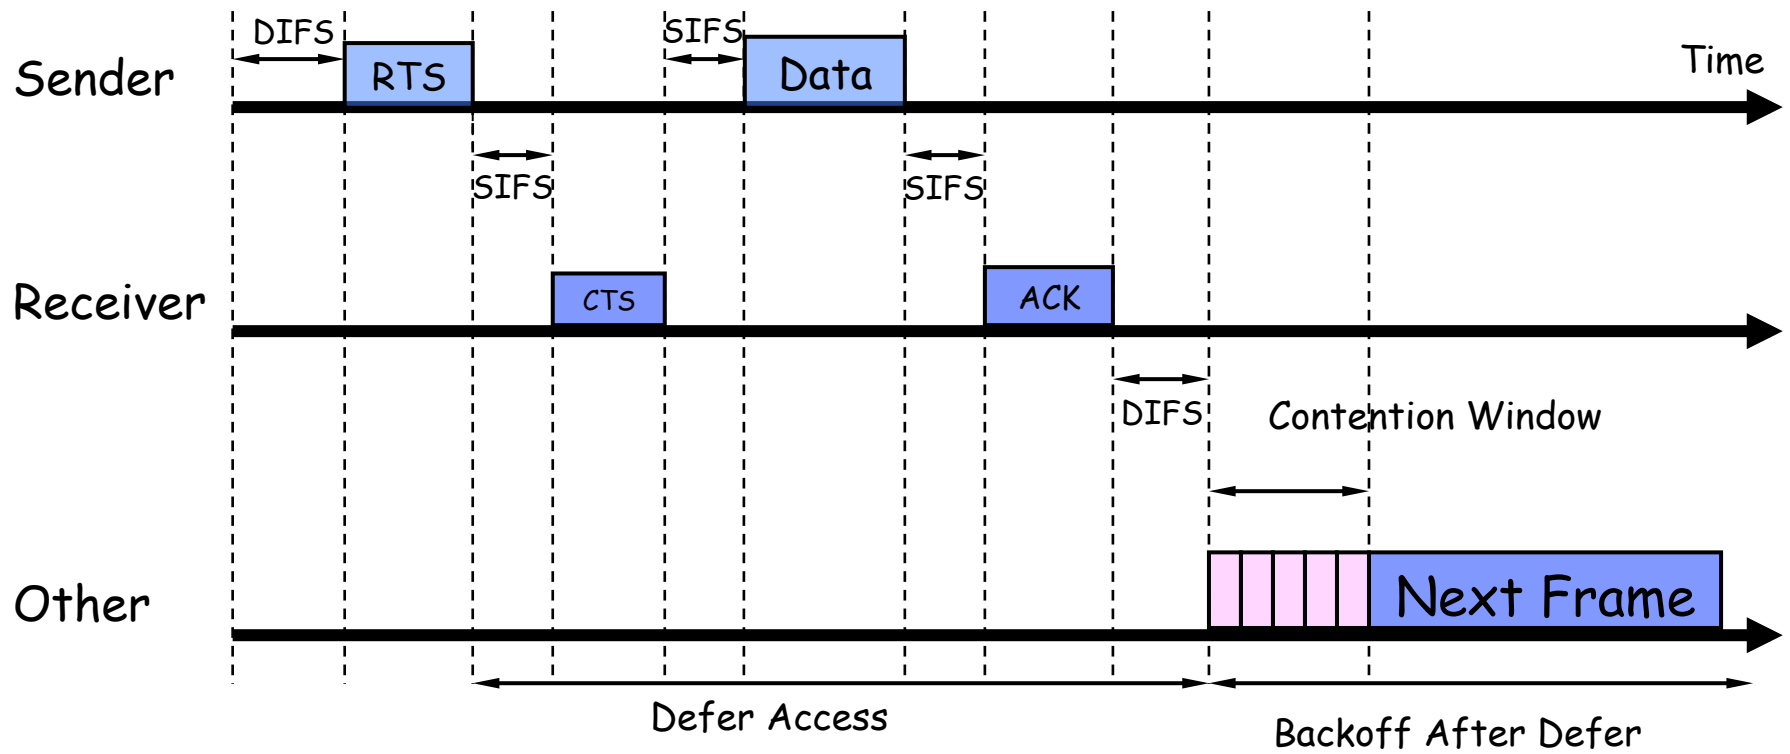 DIFS
SIFS
Time
Sender
RTS
Data
SIFS
SIFS
Receiver
CTS
ACK
DIFS
Contention Window
Other
Next Frame
Defer Access
Backoff After Defer